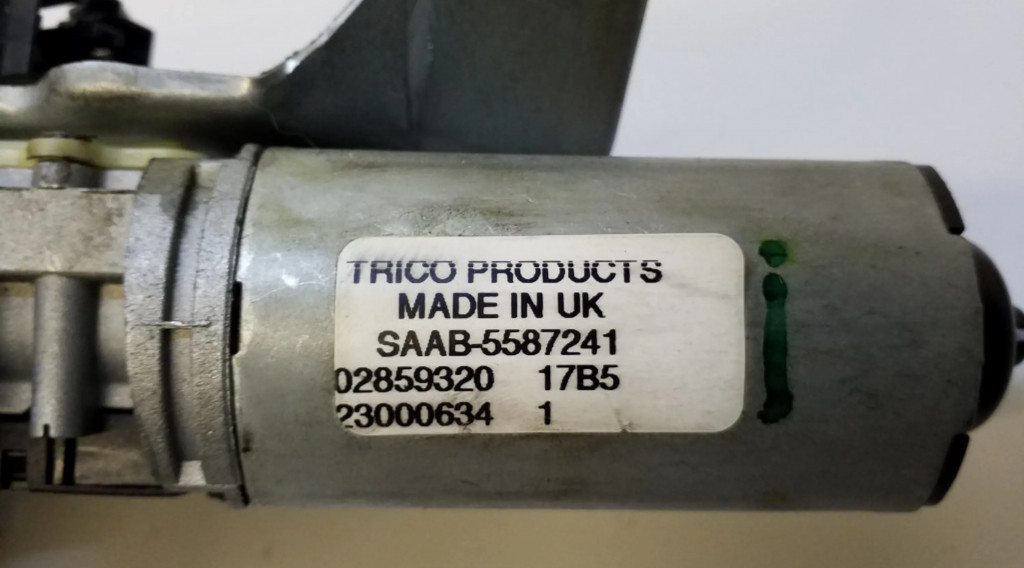 TRICO PRODUCTS
MADE IN UK
SAAB-5587241
02859320 17B5
23000634 1